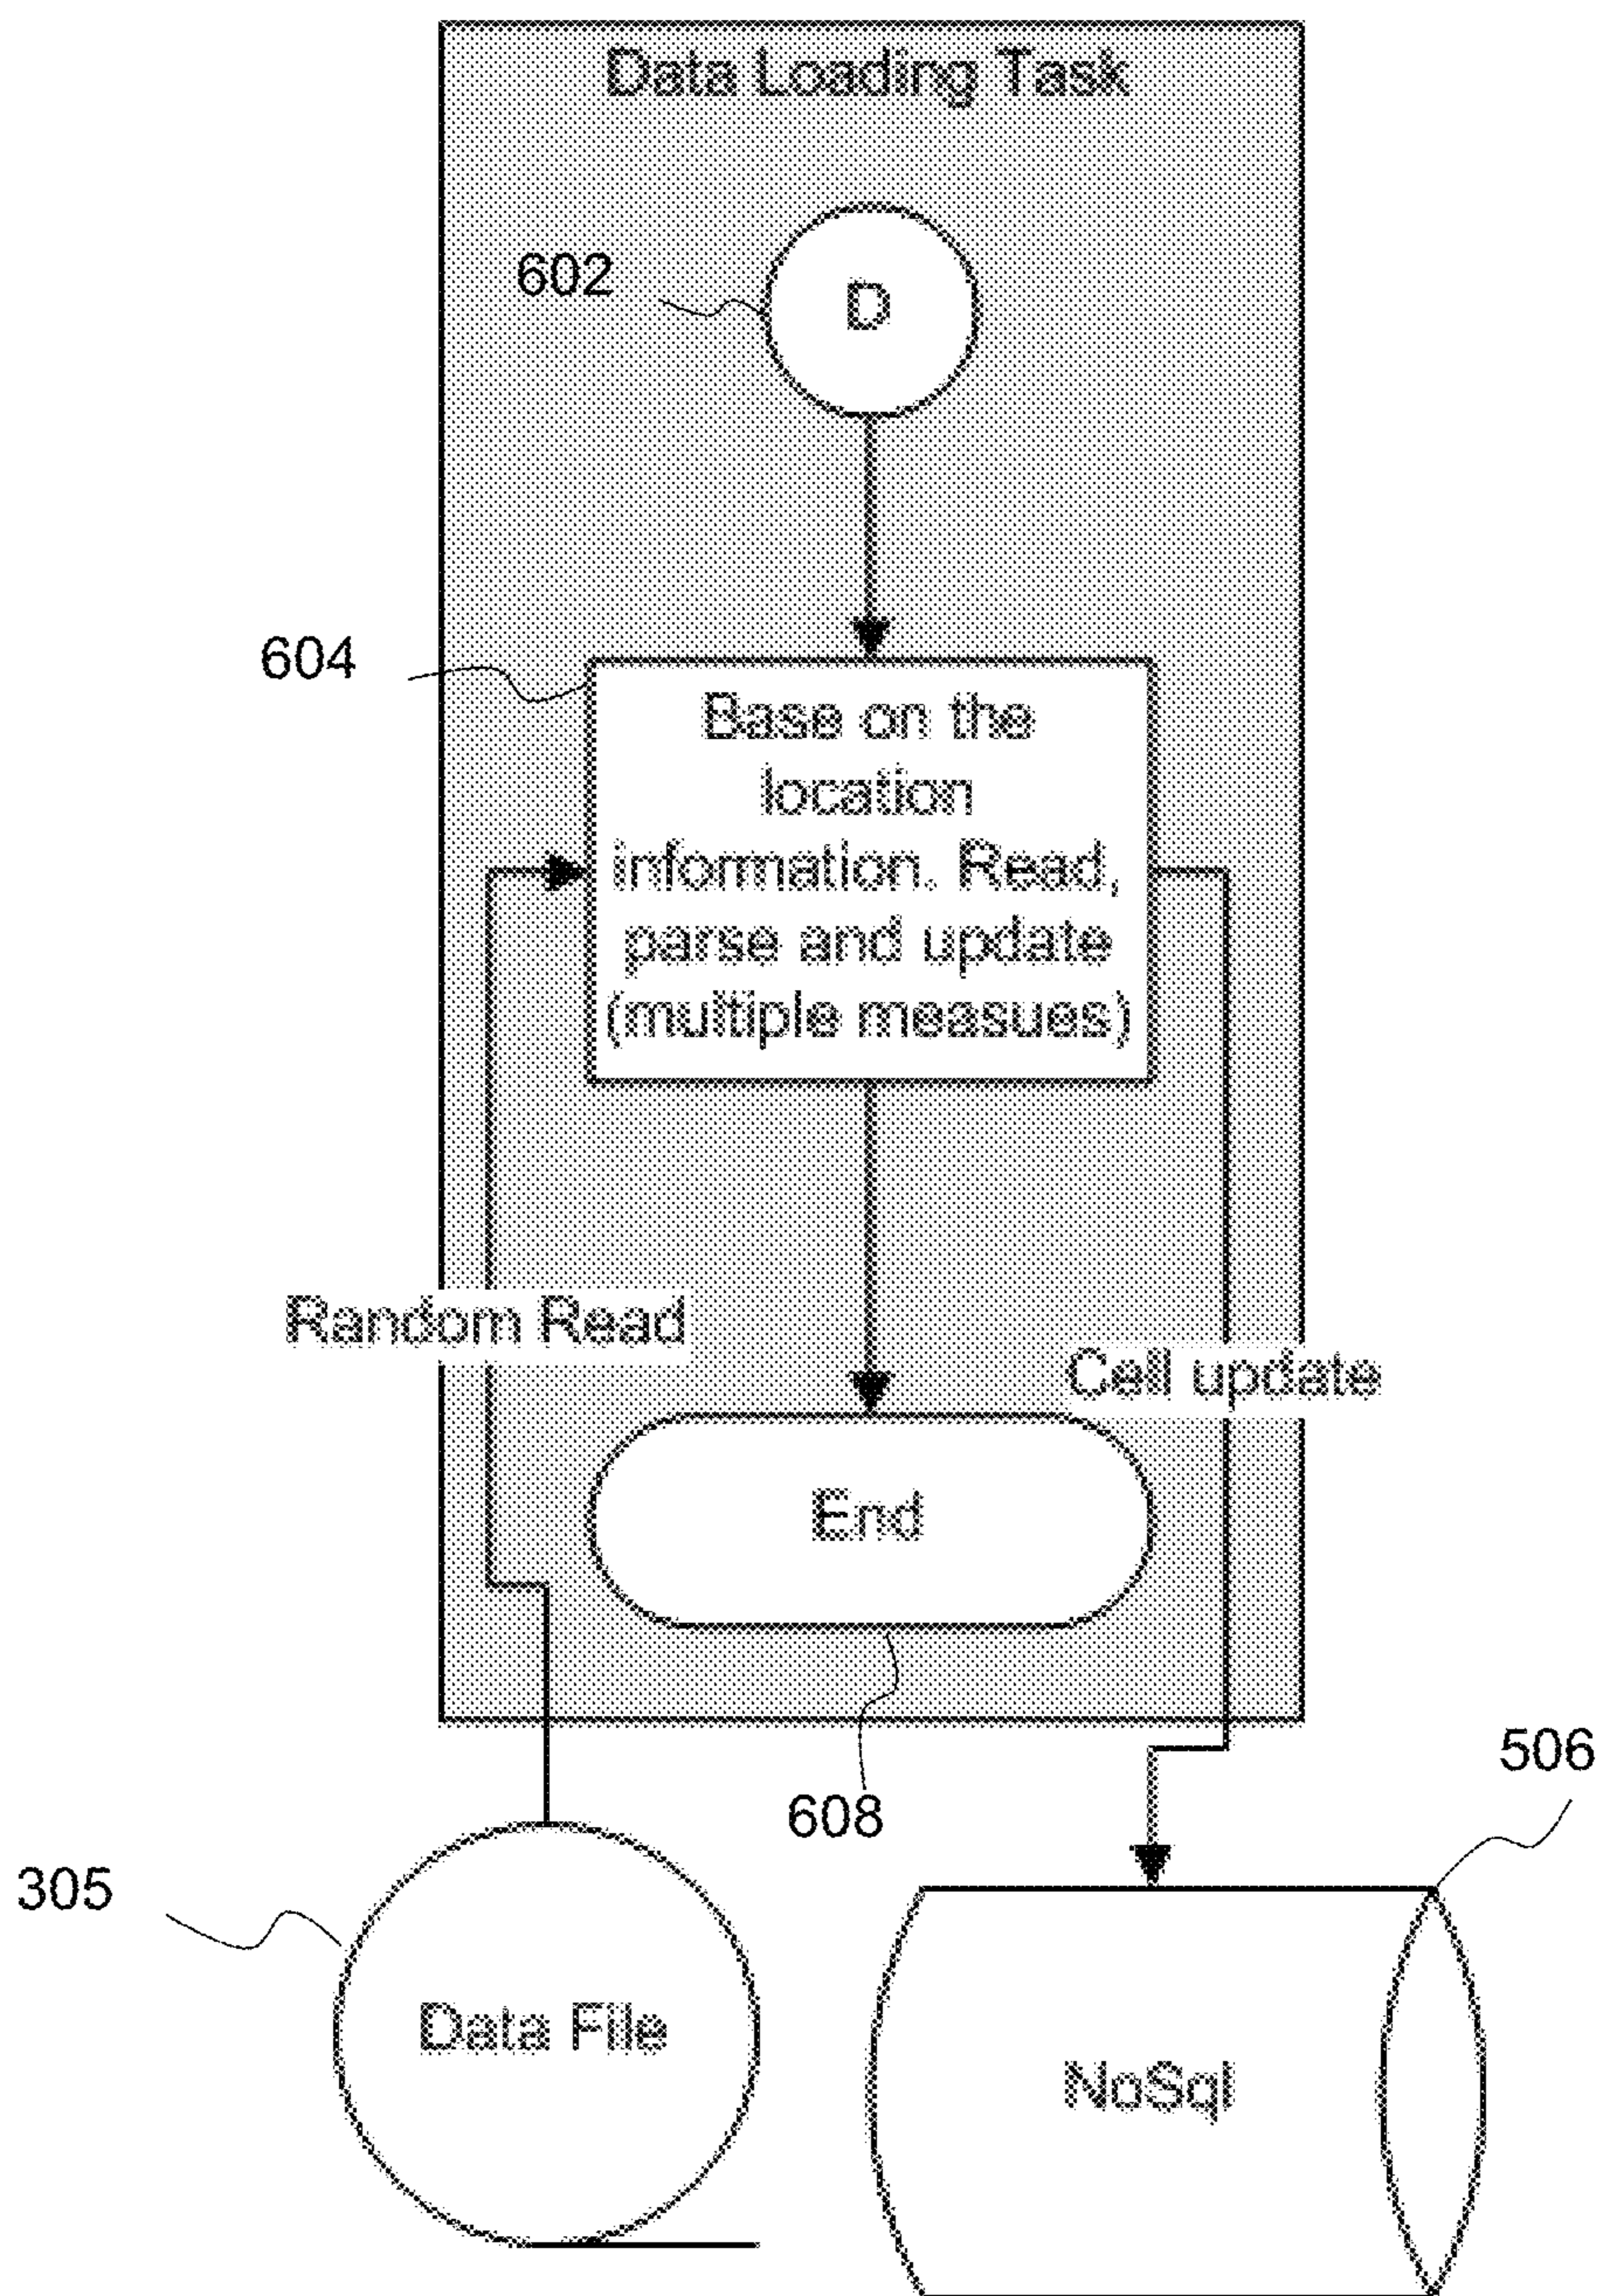 Data Loading Task
602
D
604
Base on the
location
information. Read,
parse and update
(multiple measues)
Random Read
Cell update
End
608
506
305
Data File
NoSql